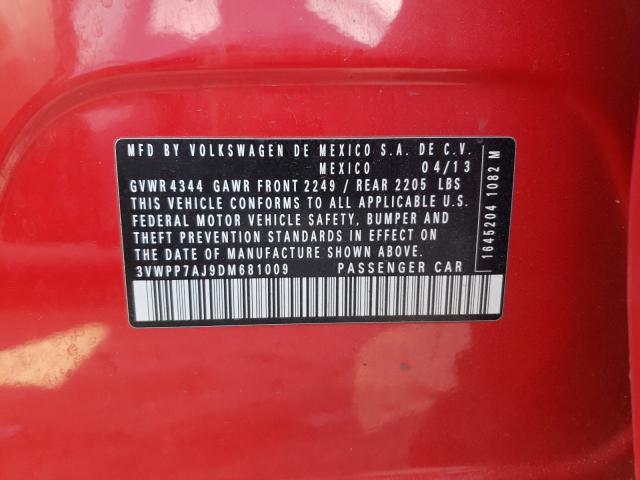 MFD BY VOLKSWAGEN DE MEXICO S.A. DE C.V.
MEXICO 04/13
GVWR 4344 GAWR FRONT 2249 / REAR 2205 LBS
THIS VEHICLE CONFORMS TO ALL APPLICABLE U.S.
FEDERAL MOTOR VEHICLE SAFETY, BUMPER AND
THEFT PREVENTION STANDARDS IN EFFECT ON
THE DATE OF MANUFACTURE SHOWN ABOVE.
3VWPP7AJ9DM681009 PASSENGER CAR
1645204 1082 M